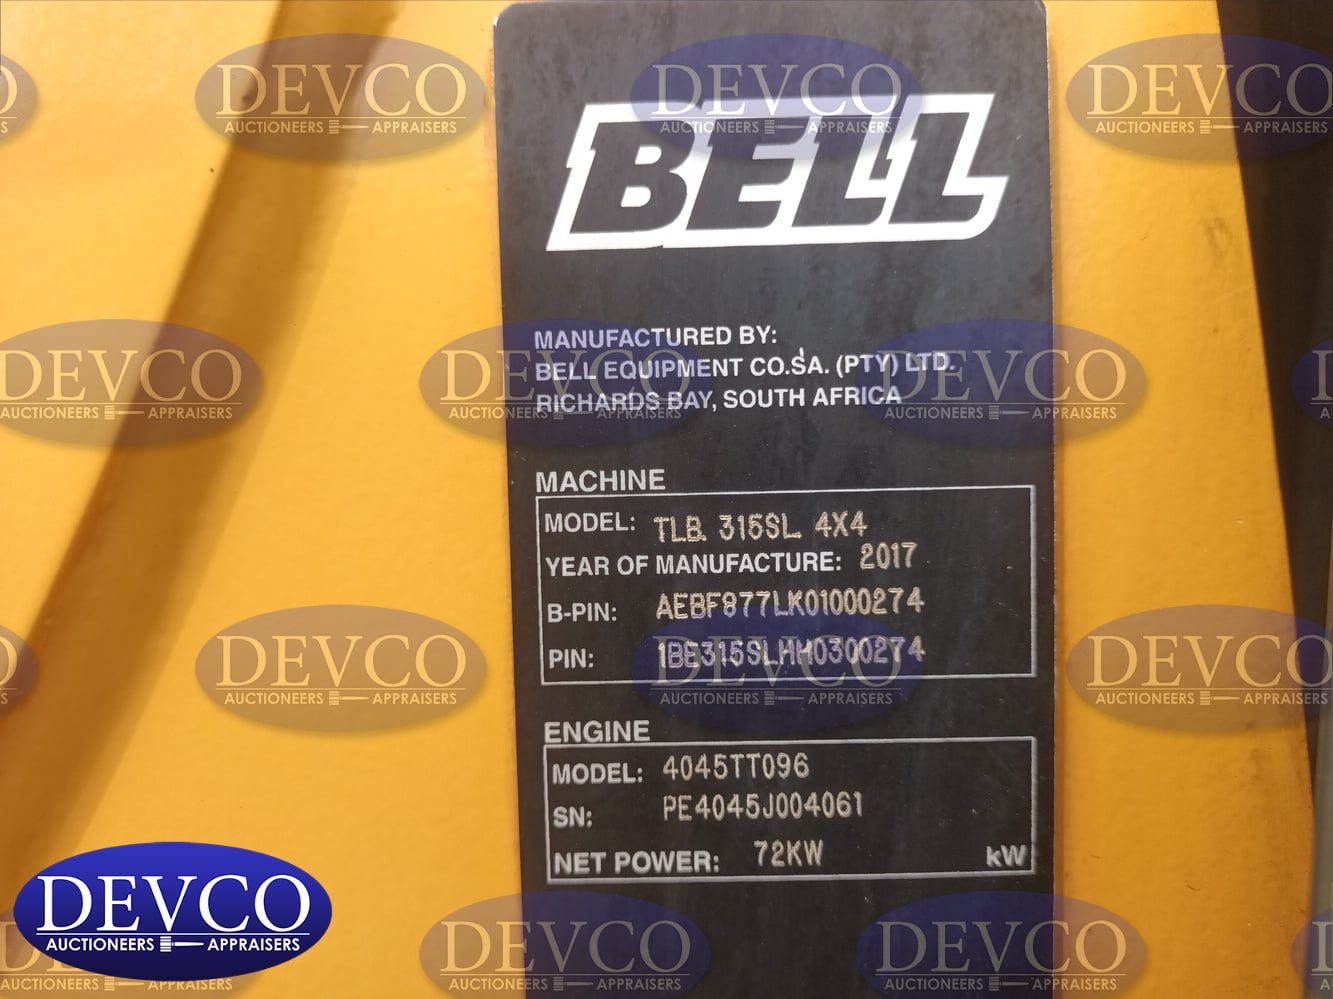 BELL
MANUFACTURED BY:
BELL EQUIPMENT CO.SA. (PTY) LTD.
RICHARDS BAY, SOUTH AFRICA
MACHINE
MODEL: TLB 315SL 4X4
YEAR OF MANUFACTURE: 2017
B-PIN: AEBF877LK01000274
PIN: 1BE315SLHH0300274
ENGINE
MODEL: 4045TT096
SN: PE4045J004061
NET POWER: 72KW kW
DEVCO
AUCTIONEERS APPRAISERS